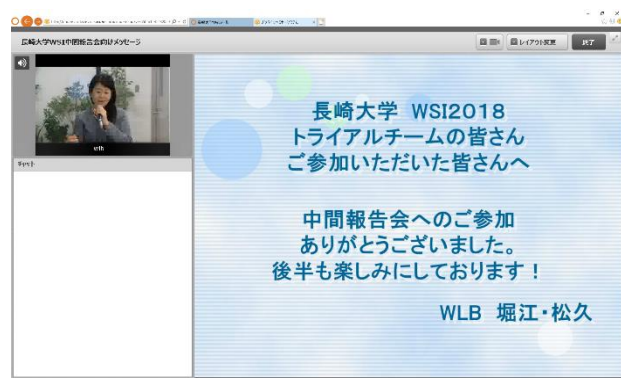 長崎大学WSI中間報告会向けメッセージ
レイアウト変更
終了
wlb
チャット
長崎大学 WSI2018
トライアルチームの皆さん
ご参加いただいた皆さんへ
中間報告会へのご参加
ありがとうございました。
後半も楽しみにしております！
WLB 堀江・松久